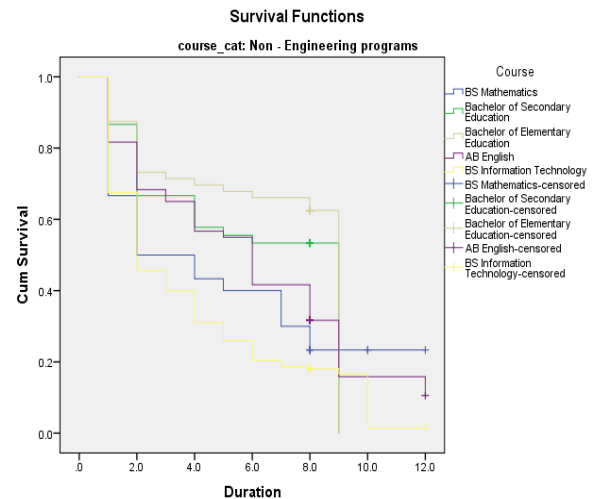 Survival Functions
course_cat: Non - Engineering programs
Course
BS Mathematics
Bachelor of Secondary
Education
Bachelor of Elementary
Education
AB English
BS Information Technology
BS Mathematics-censored
Bachelor of Secondary
Education-censored
Bachelor of Elementary
Education-censored
AB English-censored
BS Information
Technology-censored
Cum Survival
1.0
0.8
0.6
0.4
0.2
0.0
.0
2.0
4.0
6.0
8.0
10.0
12.0
Duration